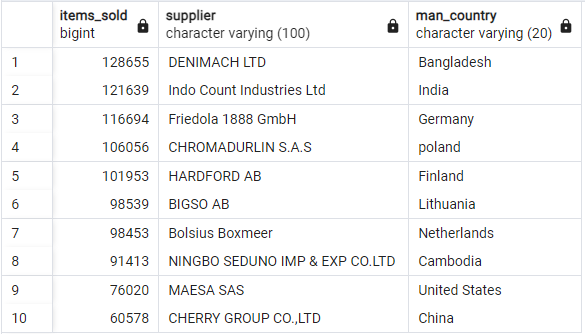 items_sold supplier man_country
bigint character varying (100) character varying (20)
1 128655 DENIMACH LTD Bangladesh
2 121639 Indo Count Industries Ltd India
3 116694 Friedola 1888 GmbH Germany
4 106056 CHROMADURLIN S.A.S poland
5 101953 HARDFORD AB Finland
6 98539 BIGSO AB Lithuania
7 98453 Bolsius Boxmeer Netherlands
8 91413 NINGBO SEDUNO IMP & EXP CO.LTD Cambodia
9 76020 MAESA SAS United States
10 60578 CHERRY GROUP CO.,LTD China